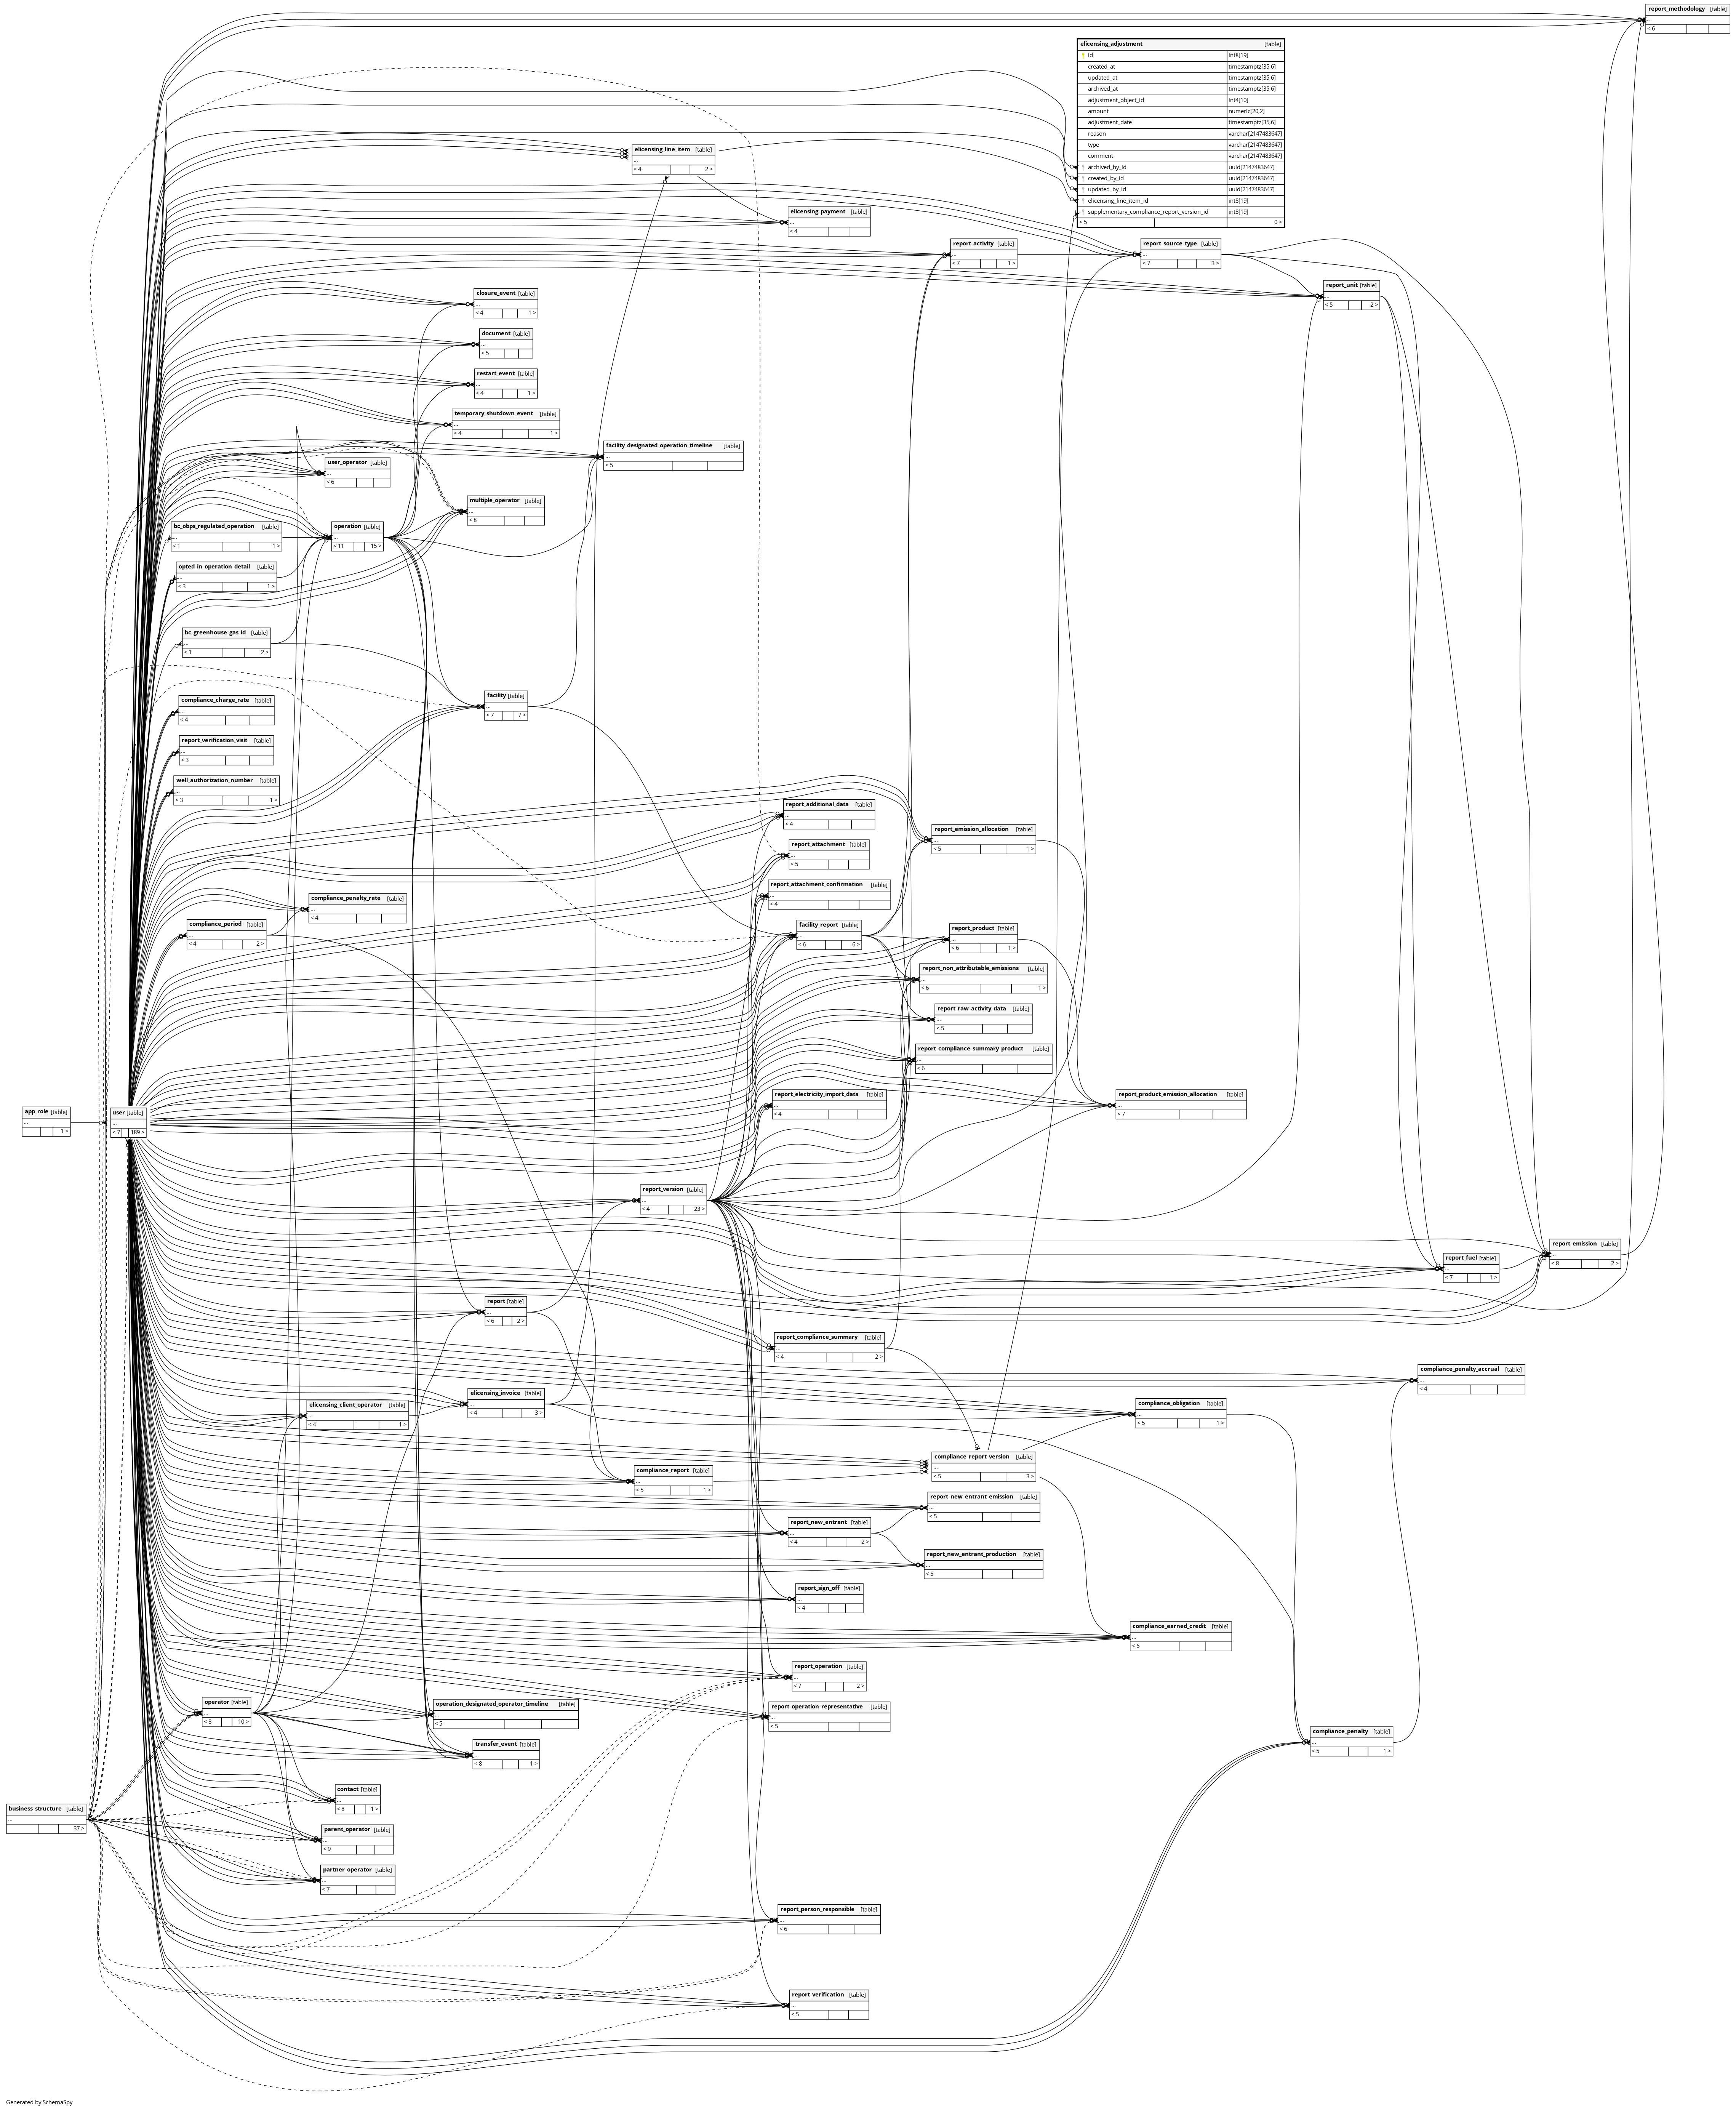 report_methodology [table]
...
< 6
elicensing_adjustment [table]
id int8[19]
created_at timestamptz[35,6]
updated_at timestamptz[35,6]
archived_at timestamptz[35,6]
adjustment_object_id int4[10]
amount numeric[20,2]
adjustment_date timestamptz[35,6]
reason varchar[2147483647]
type varchar[2147483647]
comment varchar[2147483647]
archived_by_id uuid[2147483647]
created_by_id uuid[2147483647]
updated_by_id uuid[2147483647]
elicensing_line_item_id int8[19]
supplementary_compliance_report_version_id int8[19]
< 5 0 >
elicensing_line_item [table]
...
< 4 2 >
elicensing_payment [table]
...
< 4
report_activity [table]
...
< 7 1 >
report_source_type [table]
...
< 7 3 >
report_unit [table]
...
< 5 2 >
closure_event [table]
...
< 4 1 >
document [table]
...
< 5
restart_event [table]
...
< 4 1 >
temporary_shutdown_event [table]
...
< 4 1 >
facility_designated_operation_timeline [table]
...
< 5
user_operator [table]
...
< 6
multiple_operator [table]
...
< 8
bc_obps_regulated_operation [table]
...
< 1 1 >
operation [table]
...
< 11 15 >
opted_in_operation_detail [table]
...
< 3 1 >
bc_greenhouse_gas_id [table]
...
< 1 2 >
facility [table]
...
< 7 7 >
compliance_charge_rate [table]
...
< 4
report_verification_visit [table]
...
< 3
well_authorization_number [table]
...
< 3 1 >
report_additional_data [table]
...
< 4
report_emission_allocation [table]
...
< 5 1 >
report_attachment [table]
...
< 5
report_attachment_confirmation [table]
...
< 4
compliance_penalty_rate [table]
...
< 4
compliance_period [table]
...
< 4 2 >
facility_report [table]
...
< 6 6 >
report_product [table]
...
< 6 1 >
report_non_attributable_emissions [table]
...
< 6 1 >
report_raw_activity_data [table]
...
< 5
report_compliance_summary_product [table]
...
< 6
report_electricity_import_data [table]
...
< 4
report_product_emission_allocation [table]
...
< 7
app_role [table]
...
1 >
user [table]
...
< 7 189 >
report_version [table]
...
< 4 23 >
report_emission [table]
...
< 8 2 >
report_fuel [table]
...
< 7 1 >
report [table]
...
< 6 2 >
report_compliance_summary [table]
...
< 4 2 >
compliance_penalty_accrual [table]
...
< 4
elicensing_invoice [table]
...
< 4 3 >
elicensing_client_operator [table]
...
< 4 1 >
compliance_obligation [table]
...
< 5 1 >
compliance_report_version [table]
...
< 5 3 >
compliance_report [table]
...
< 5 1 >
report_new_entrant_emission [table]
...
< 5
report_new_entrant [table]
...
< 4 2 >
report_new_entrant_production [table]
...
< 5
report_sign_off [table]
...
< 4
compliance_earned_credit [table]
...
< 6
report_operation [table]
...
< 7 2 >
operator [table]
...
< 8 10 >
operation_designated_operator_timeline [table]
...
< 5
report_operation_representative [table]
...
< 5
compliance_penalty [table]
...
< 5 1 >
transfer_event [table]
...
< 8 1 >
contact [table]
...
< 8 1 >
business_structure [table]
...
37 >
parent_operator [table]
...
< 9
partner_operator [table]
...
< 7
report_person_responsible [table]
...
< 6
report_verification [table]
...
< 5
Generated by SchemaSpy